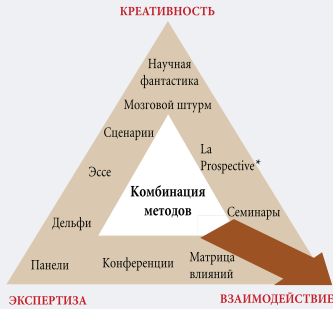 КРЕАТИВНОСТЬ
Научная
фантастика
Мозговой штурм
Сценарии
La
Prospective*
Эссе
Комбинация
методов
Дельфи
Семинары
Панели
Конференции
Матрица
влияний
ЭКСПЕРТИЗА
ВЗАИМОДЕЙСТВИЕ